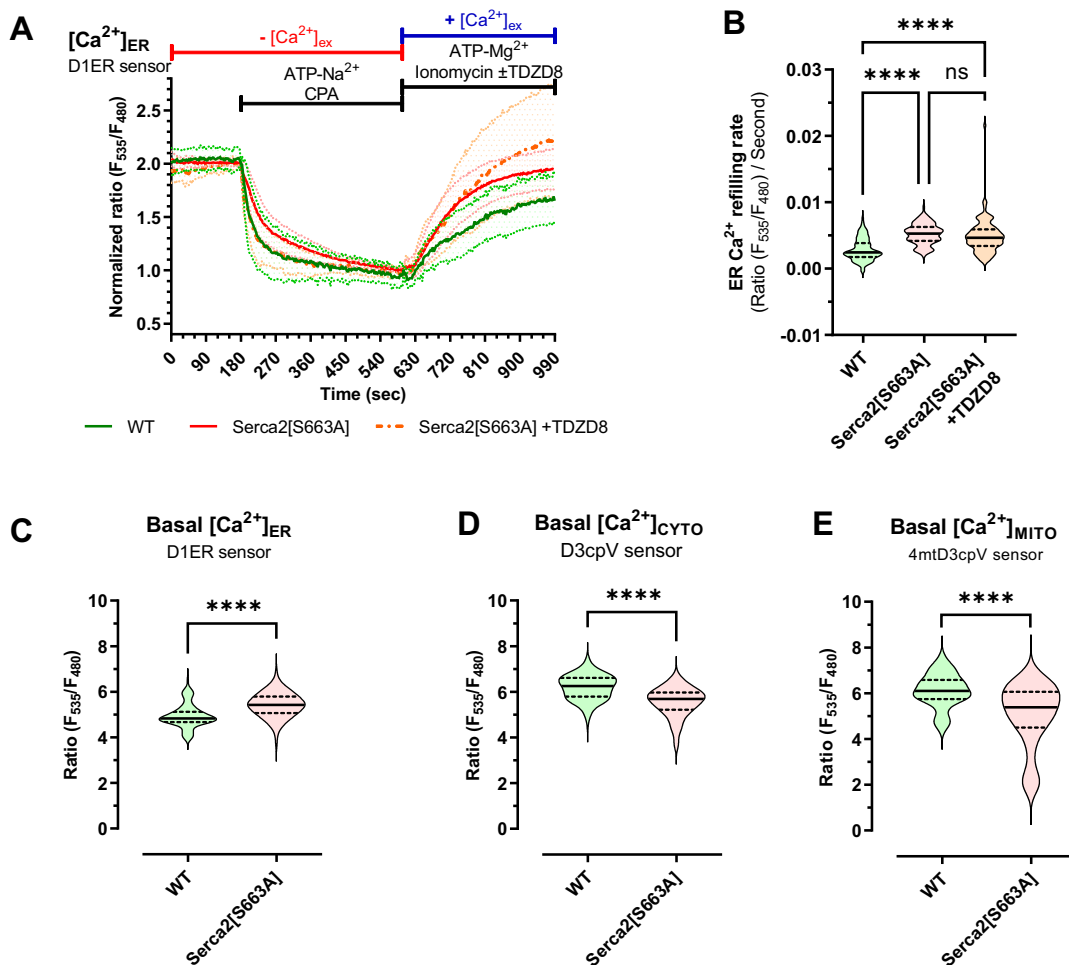 A
[Ca²⁺]ER
D1ER sensor
- [Ca²⁺]ex
+ [Ca²⁺]ex
ATP-Na²⁺
CPA
ATP-Mg²⁺
Ionomycin ±TDZD8
Normalized ratio (F535/F480)
2.5
2.0
1.5
1.0
0.5
0
90
180
270
360
450
540
630
720
810
900
990
Time (sec)
WT
Serca2[S663A]
Serca2[S663A] +TDZD8
B
****
****
ns
ER Ca²⁺ refilling rate
(Ratio (F535/F480) / Second)
0.03
0.02
0.01
0.00
-0.01
WT
Serca2[S663A]
Serca2[S663A]
+TDZD8
C
Basal [Ca²⁺]ER
D1ER sensor
****
Ratio (F535/F480)
10
8
6
4
2
0
WT
Serca2[S663A]
D
Basal [Ca²⁺]CYTO
D3cpV sensor
****
Ratio (F535/F480)
10
8
6
4
2
0
WT
Serca2[S663A]
E
Basal [Ca²⁺]MITO
4mtD3cpV sensor
****
Ratio (F535/F480)
10
8
6
4
2
0
WT
Serca2[S663A]